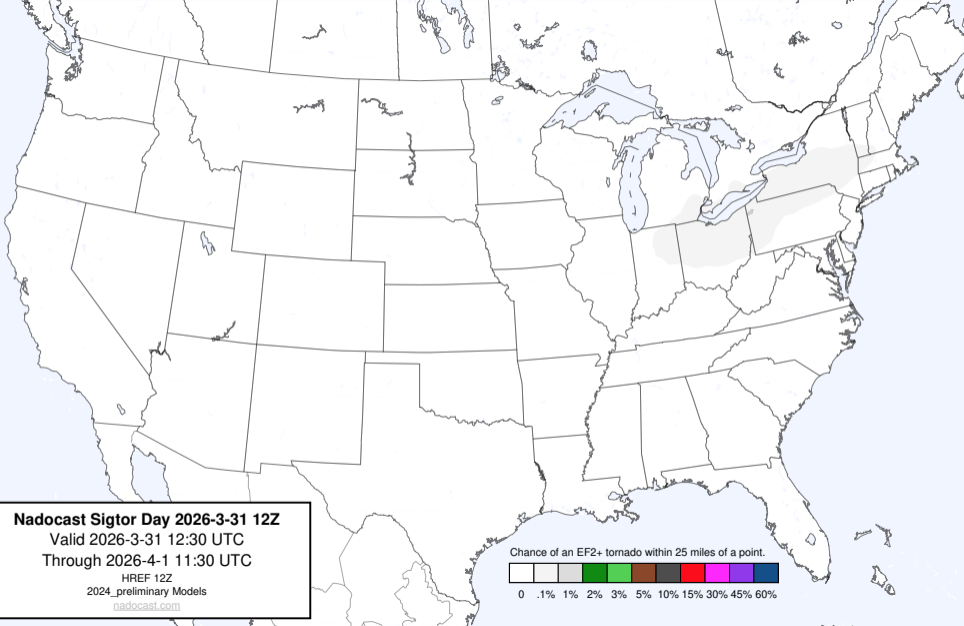 Nadocast Sigtor Day 2026-3-31 12Z
Valid 2026-3-31 12:30 UTC
Through 2026-4-1 11:30 UTC
HREF 12Z
2024_preliminary Models
nadocast.com
Chance of an EF2+ tornado within 25 miles of a point.
0 .1% 1% 2% 3% 5% 10% 15% 30% 45% 60%